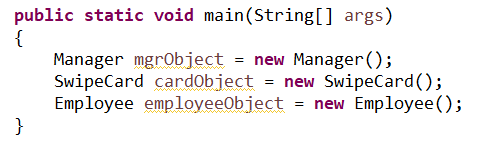 public static void main(String[] args)
{
    Manager mgrObject = new Manager();
    SwipeCard cardObject = new SwipeCard();
    Employee employeeObject = new Employee();
}